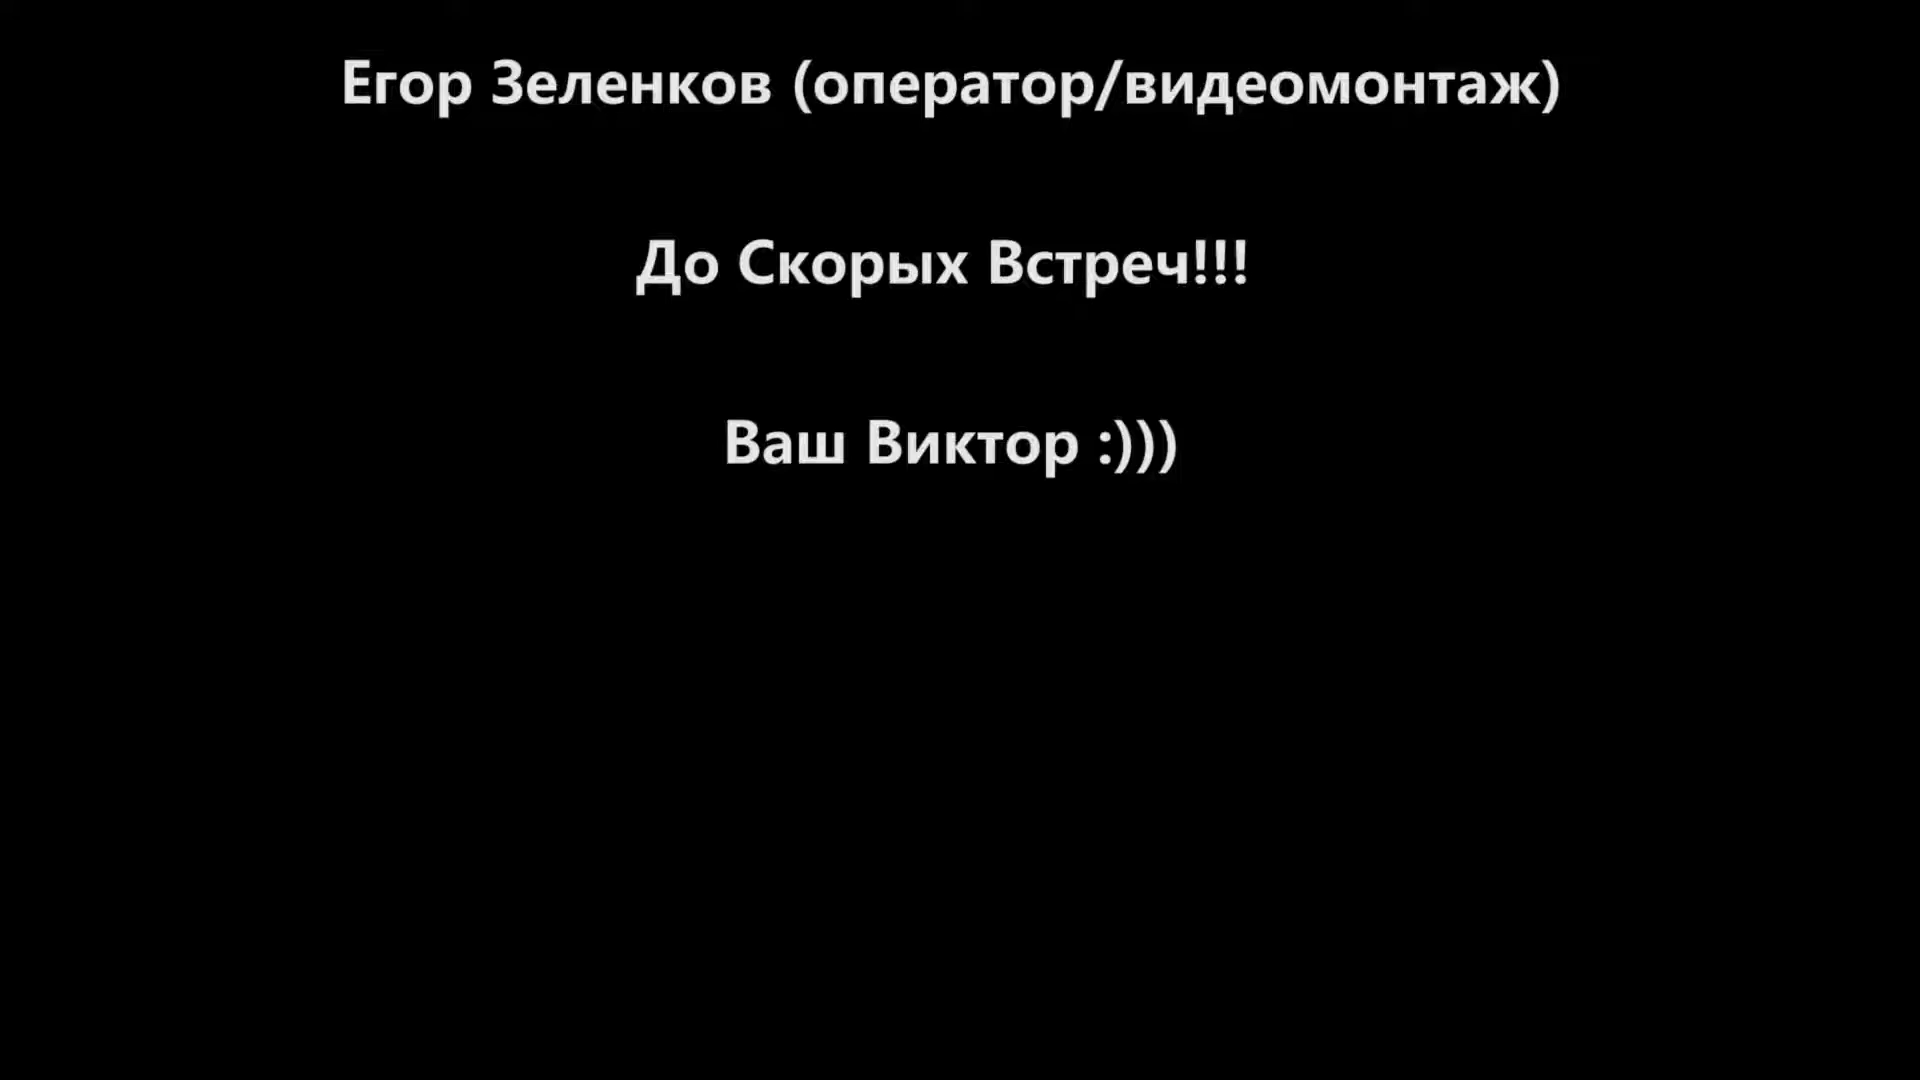 Егор Зеленков (оператор/видеомонтаж)
До Скорых Встреч!!!
Ваш Виктор :)))